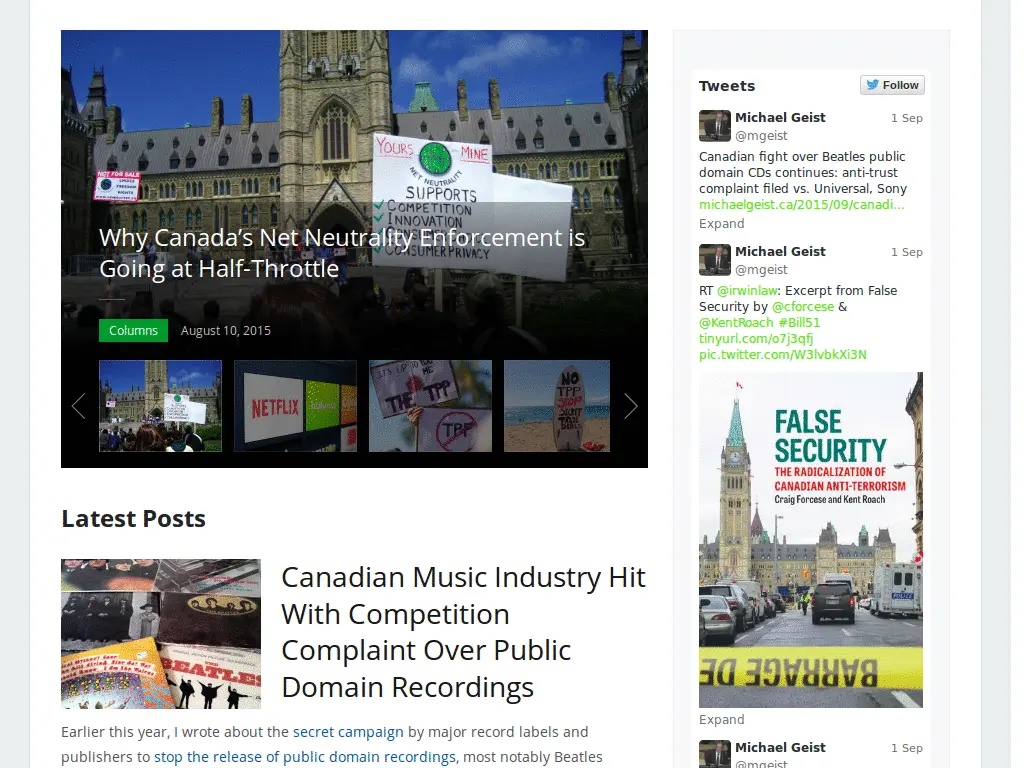 NOT FOR SALE
YOURS
MINE
NET NEUTRALITY
SUPPORTS
COMPETITION
INNOVATION
CONSUMER PRIVACY
Why Canada’s Net Neutrality Enforcement is
Going at Half-Throttle
Columns
August 10, 2015
NETFLIX
THE TPP
TPP
NO
TPP
STOP
SECRET
TRADE
DEALS
Latest Posts
THE
BEATLES
Canadian Music Industry Hit
With Competition
Complaint Over Public
Domain Recordings
Earlier this year, I wrote about the secret campaign by major record labels and
publishers to stop the release of public domain recordings, most notably Beatles
Tweets
Follow
Michael Geist
1 Sep
@mgeist
Canadian fight over Beatles public
domain CDs continues: anti-trust
complaint filed vs. Universal, Sony
michaelgeist.ca/2015/09/canadi…
Expand
Michael Geist
1 Sep
@mgeist
RT @irwinlaw: Excerpt from False
Security by @cforcese &
@KentRoach #Bill51
tinyurl.com/o7j3qfj
pic.twitter.com/W3lvbkXi3N
FALSE
SECURITY
THE RADICALIZATION OF
CANADIAN ANTI-TERRORISM
Craig Forcese and Kent Roach
POLICE
BARRAGE DE
Expand
Michael Geist
1 Sep
@mgeist